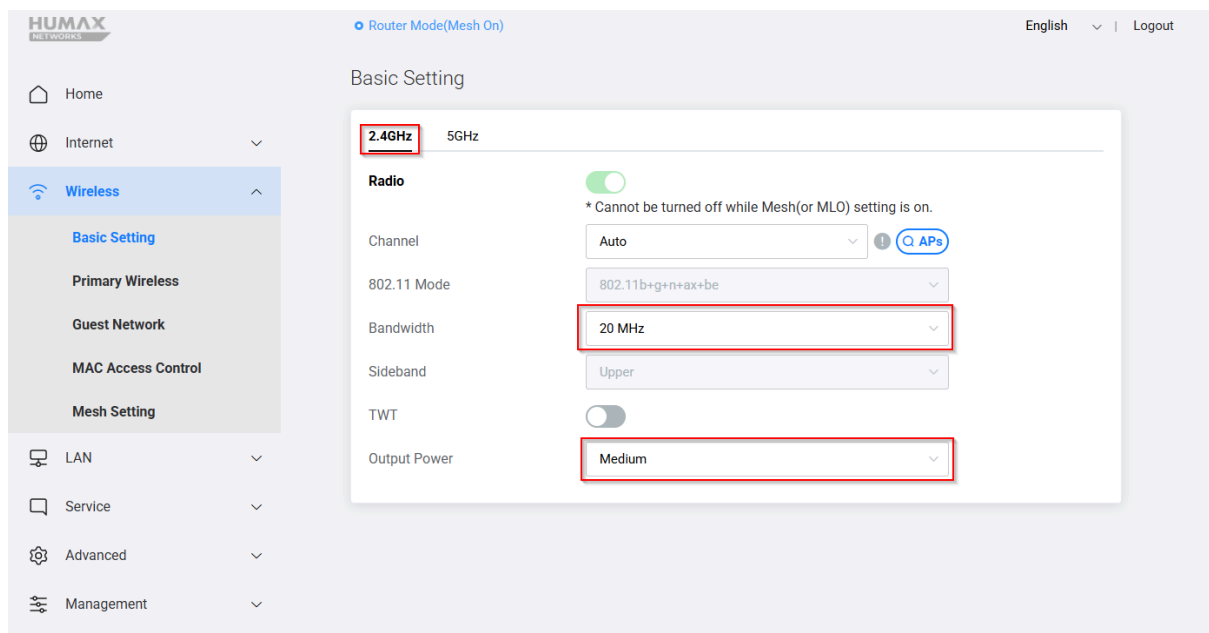 HUMAX
NETWORKS
Router Mode(Mesh On)
English | Logout
Basic Setting
Home
Internet
Wireless
Basic Setting
Primary Wireless
Guest Network
MAC Access Control
Mesh Setting
LAN
Service
Advanced
Management
2.4GHz 5GHz
Radio
* Cannot be turned off while Mesh(or MLO) setting is on.
Channel Auto ! APs
802.11 Mode 802.11b+g+n+ax+be
Bandwidth 20 MHz
Sideband Upper
TWT
Output Power Medium